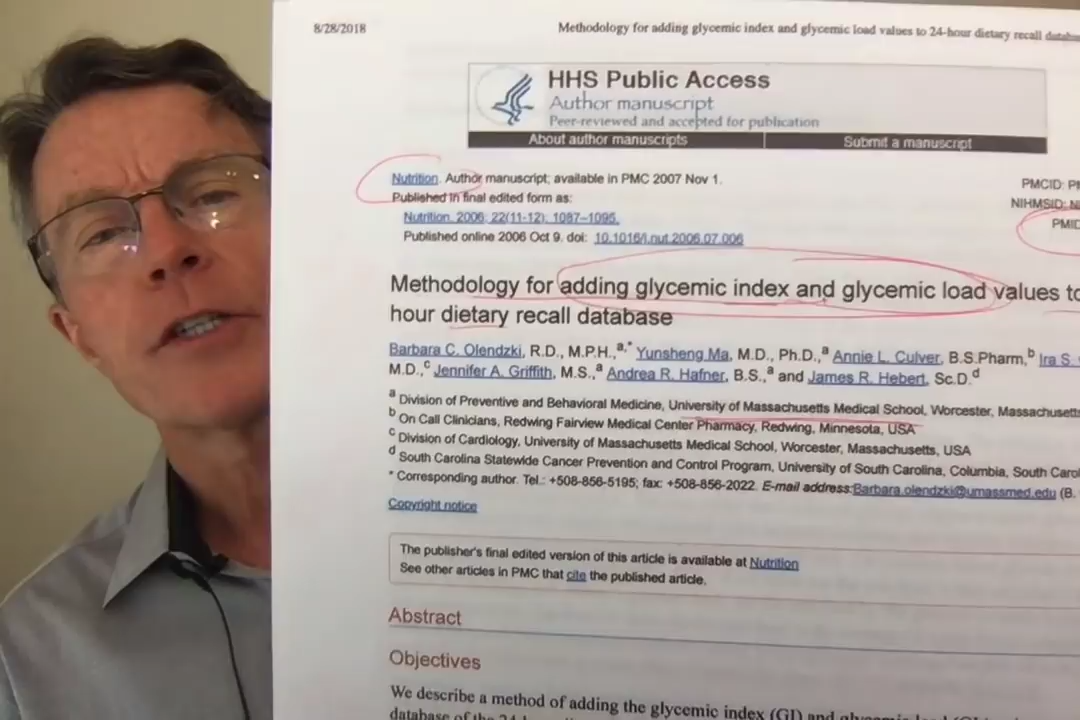 8/28/2018
Methodology for adding glycemic index and glycemic load values to 24-hour dietary recall
HHS Public Access
Author manuscript
Peer-reviewed and accepted for publication
About author manuscripts
Submit a manuscript
Nutrition. Author manuscript; available in PMC 2007 Nov 1.
PMCID:
Published in final edited form as:
NIHMSID:
Nutrition. 2006; 22(11-12): 1087–1095.
PMID
Published online 2006 Oct 9. doi: 10.1016/j.nut.2006.07.006
Methodology for adding glycemic index and glycemic load values to
hour dietary recall database
Barbara C. Olendzki, R.D., M.P.H.,a,* Yunsheng Ma, M.D., Ph.D.,a Annie L. Culver, B.S.Pharm,b Ira S.
M.D.,c Jennifer A. Griffith, M.S.,a Andrea R. Hafner, B.S.,a and James R. Hebert, Sc.D.d
a Division of Preventive and Behavioral Medicine, University of Massachusetts Medical School, Worcester, Massachusetts
b On Call Clinicians, Redwing Fairview Medical Center Pharmacy, Redwing, Minnesota, USA
c Division of Cardiology, University of Massachusetts Medical School, Worcester, Massachusetts, USA
d South Carolina Statewide Cancer Prevention and Control Program, University of South Carolina, Columbia, South
* Corresponding author. Tel.: +508-856-5195; fax: +508-856-2022. E-mail address:Barbara.olendzki@umassmed.edu (B.
Copyright notice
The publisher's final edited version of this article is available at Nutrition
See other articles in PMC that cite the published article.
Abstract
Objectives
We describe a method of adding the glycemic index (GI) and glycemic load
database of the 24-hour